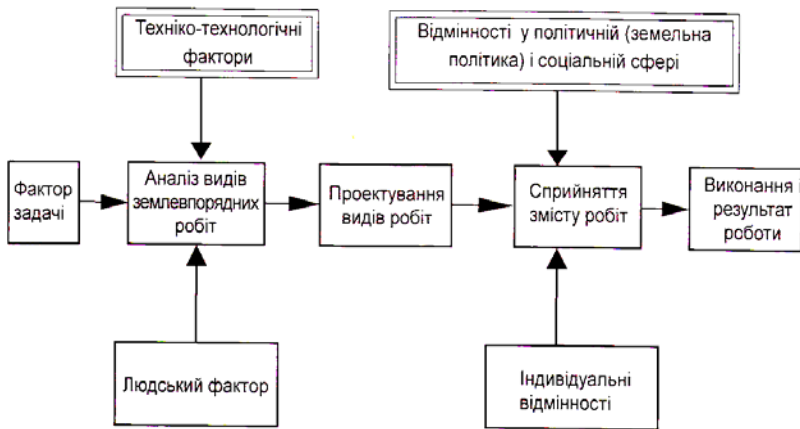 Техніко-технологічні
фактори
Відмінності у політичній (земельна
політика) і соціальній сфері
Фактор
задачі
Аналіз видів
землевпорядних
робіт
Проектування
видів робіт
Сприйняття
змісту робіт
Виконання і
результат
роботи
Людський фактор
Індивідуальні
відмінності